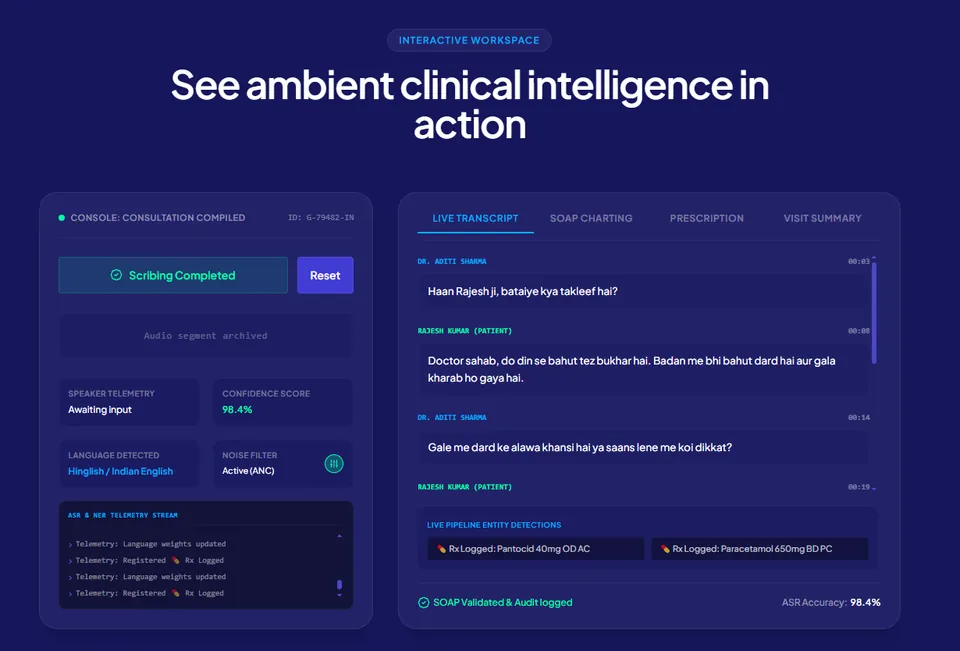 INTERACTIVE WORKSPACE
See ambient clinical intelligence in
action
CONSOLE: CONSULTATION COMPILED
ID: G-79482-IN
Scribing Completed
Reset
Audio segment archived
SPEAKER TELEMETRY
Awaiting input
CONFIDENCE SCORE
98.4%
LANGUAGE DETECTED
Hinglish / Indian English
NOISE FILTER
Active (ANC)
ASR & NER TELEMETRY STREAM
› Telemetry: Language weights updated
› Telemetry: Registered 💊 Rx Logged
› Telemetry: Language weights updated
› Telemetry: Registered 💊 Rx Logged
LIVE TRANSCRIPT
SOAP CHARTING
PRESCRIPTION
VISIT SUMMARY
DR. ADITI SHARMA
00:03
Haan Rajesh ji, bataiye kya takleef hai?
RAJESH KUMAR (PATIENT)
00:08
Doctor sahab, do din se bahut tez bukhar hai. Badan me bhi bahut dard hai aur gala
kharab ho gaya hai.
DR. ADITI SHARMA
00:14
Gale me dard ke alawa khansi hai ya saans lene me koi dikkat?
RAJESH KUMAR (PATIENT)
00:19
LIVE PIPELINE ENTITY DETECTIONS
💊 Rx Logged: Pantocid 40mg OD AC
💊 Rx Logged: Paracetamol 650mg BD PC
SOAP Validated & Audit logged
ASR Accuracy: 98.4%